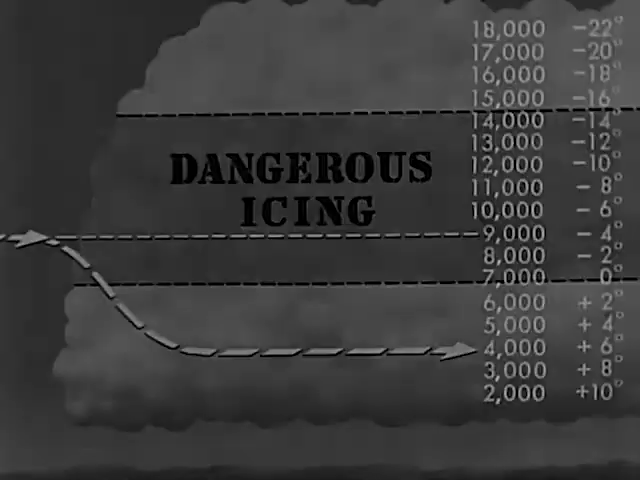 18,000 −22°
17,000 −20°
16,000 −18°
15,000 −16°
14,000 −14°
13,000 −12°
DANGEROUS 12,000 −10°
11,000 − 8°
ICING 10,000 − 6°
9,000 − 4°
8,000 − 2°
7,000 0°
6,000 + 2°
5,000 + 4°
4,000 + 6°
3,000 + 8°
2,000 +10°